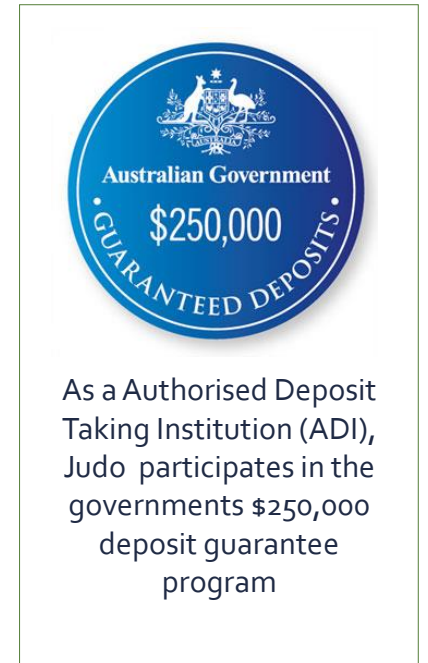 AUSTRALIA
Australian Government
$250,000
• GUARANTEED DEPOSITS •
As a Authorised Deposit
Taking Institution (ADI),
Judo participates in the
governments $250,000
deposit guarantee
program